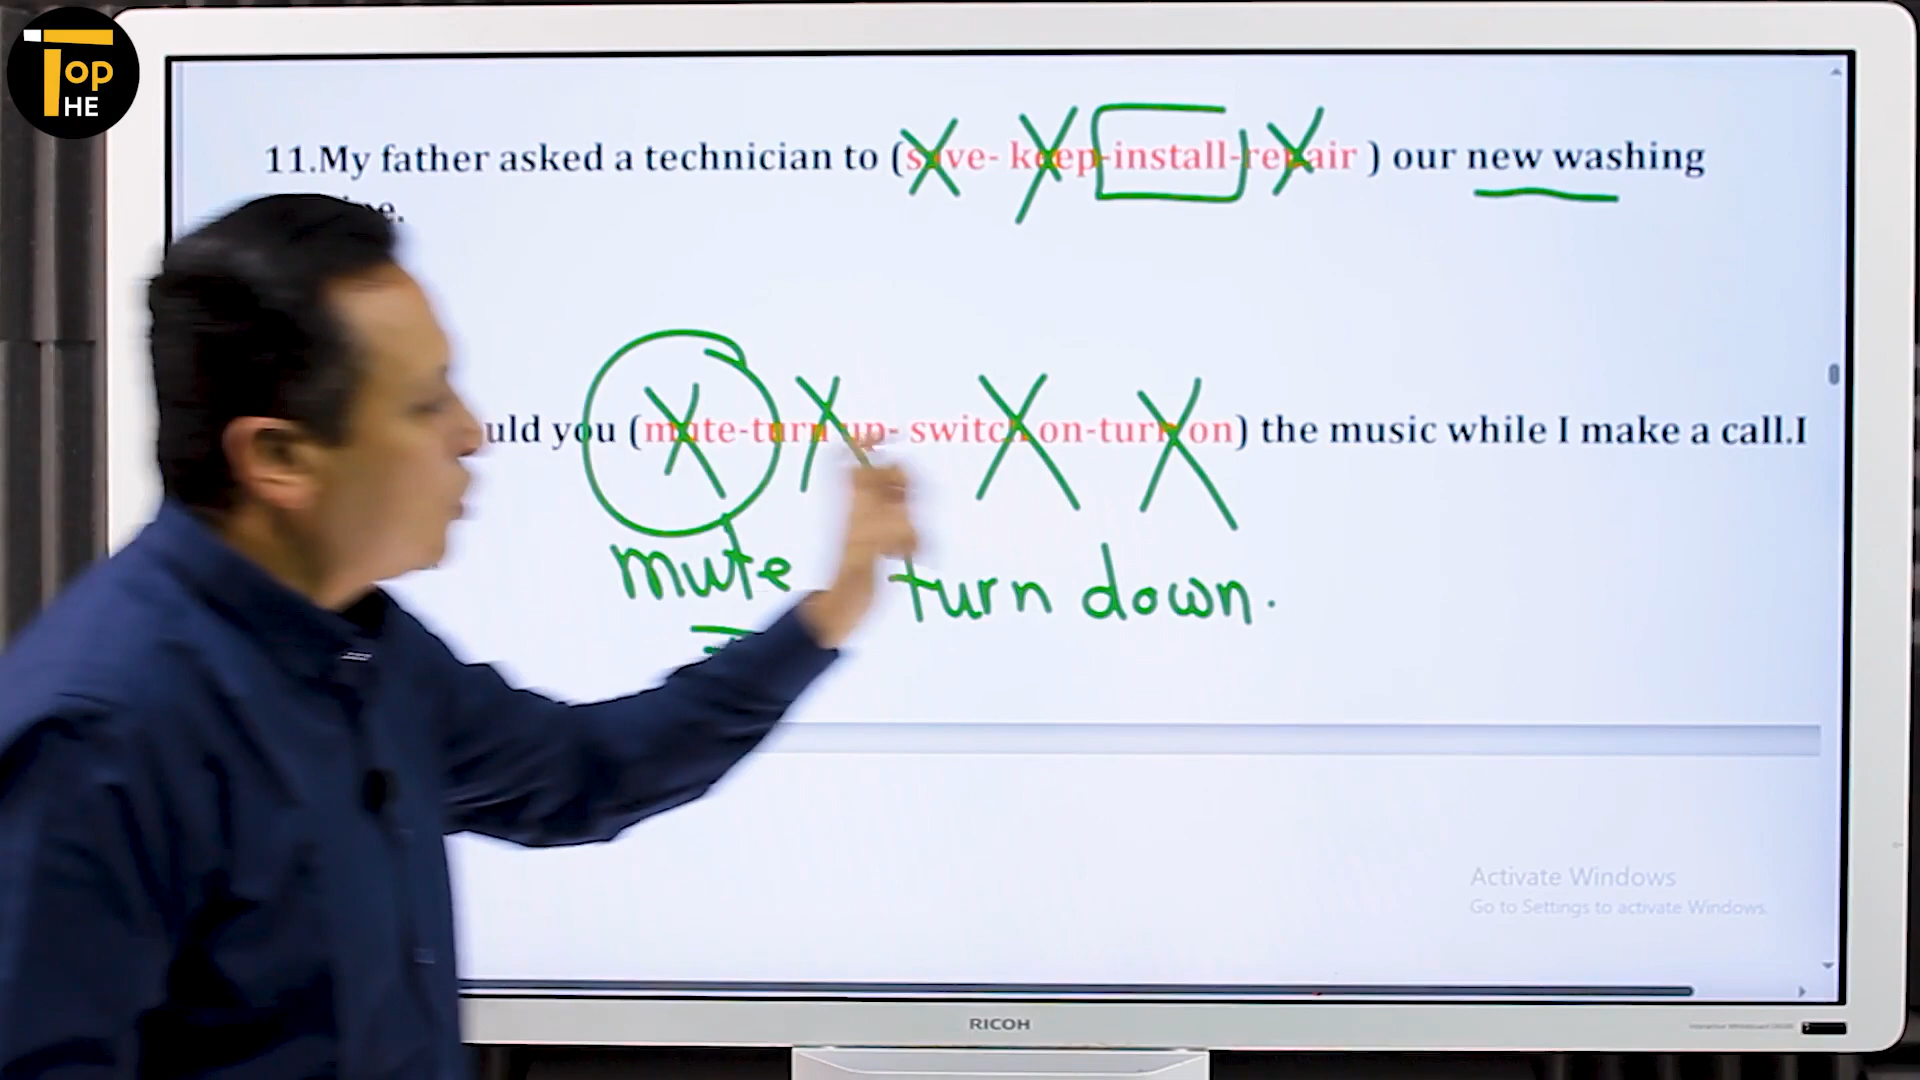 TOP
THE
11.My father asked a technician to (save- keep-install-repair ) our new washing
uld you (mute-turn up- switch on-turn on) the music while I make a call.I
mute turn down.
Activate Windows
Go to Settings to activate Windows.
RICOH